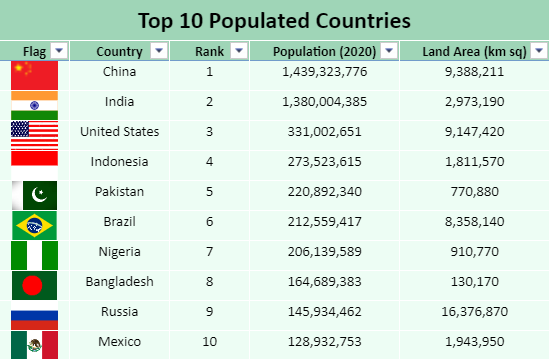 Top 10 Populated Countries
Flag Country Rank Population (2020) Land Area (km sq)
China 1 1,439,323,776 9,388,211
India 2 1,380,004,385 2,973,190
United States 3 331,002,651 9,147,420
Indonesia 4 273,523,615 1,811,570
Pakistan 5 220,892,340 770,880
Brazil 6 212,559,417 8,358,140
Nigeria 7 206,139,589 910,770
Bangladesh 8 164,689,383 130,170
Russia 9 145,934,462 16,376,870
Mexico 10 128,932,753 1,943,950